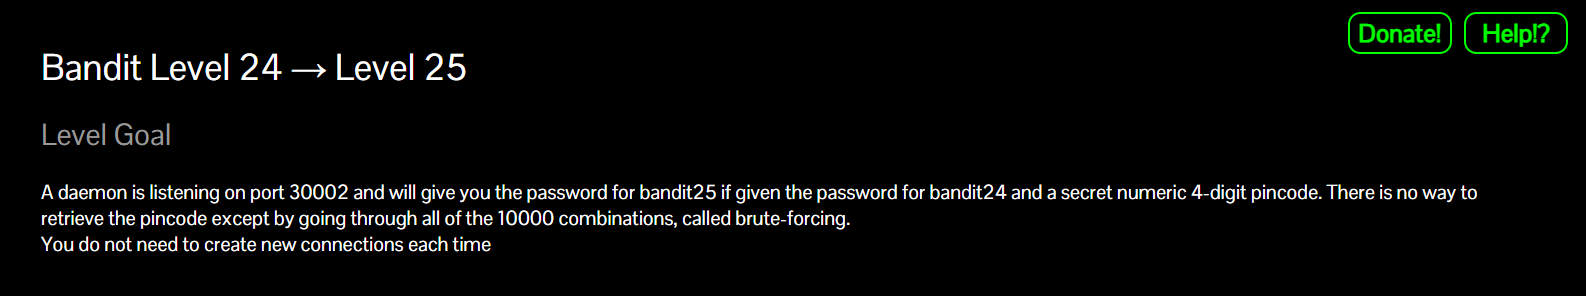 Donate! Help!?
Bandit Level 24 → Level 25
Level Goal
A daemon is listening on port 30002 and will give you the password for bandit25 if given the password for bandit24 and a secret numeric 4-digit pincode. There is no way to
retrieve the pincode except by going through all of the 10000 combinations, called brute-forcing.
You do not need to create new connections each time